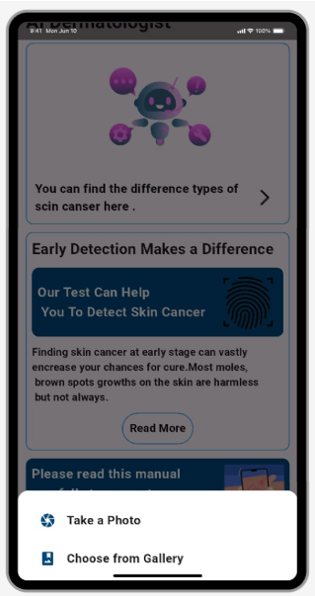 AI Dermatologist
9:41 Mon Jun 10
100%
You can find the difference types of
scin canser here .
Early Detection Makes a Difference
Our Test Can Help
You To Detect Skin Cancer
Finding skin cancer at early stage can vastly
encrease your chances for cure.Most moles,
brown spots growths on the skin are harmless
but not always.
Read More
Please read this manual
Take a Photo
Choose from Gallery